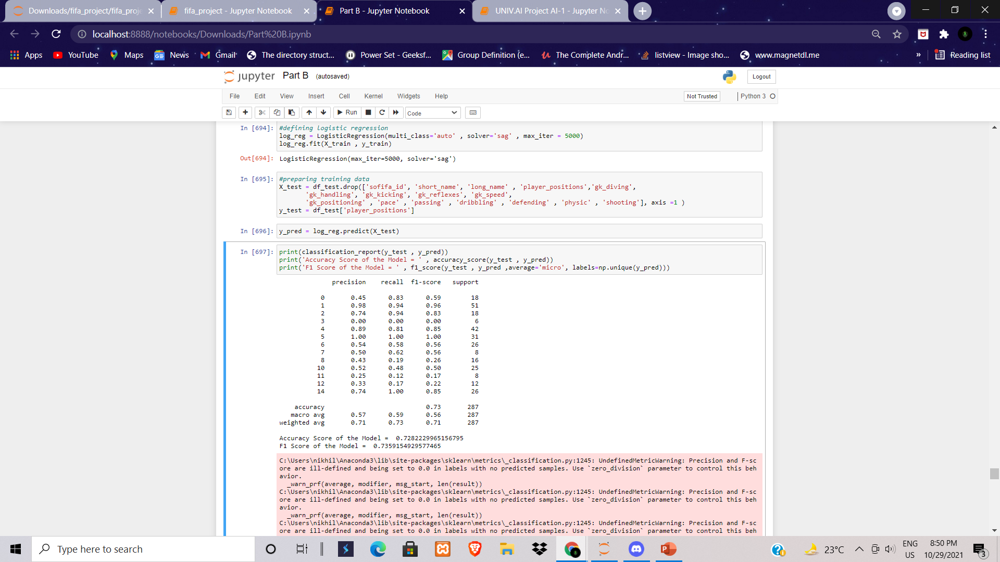 Downloads/fifa_project/fifa_proje
fifa_project - Jupyter Notebook
Part B - Jupyter Notebook
UNIV.AI Project AI-1 - Jupyter No
localhost:8888/notebooks/Downloads/Part%20B.ipynb
Apps
YouTube
Maps
News
Gmail
The directory struct...
Power Set - Geeksf...
Group Definition (e...
The Complete Andr...
listview - Image sho...
www.magnetdl.me
»
Reading list
jupyter Part B (autosaved)
Logout
File Edit View Insert Cell Kernel Widgets Help
Not Trusted
Python 3
Run
Code
In [694]: #defining logistic regression
log_reg = LogisticRegression(multi_class='auto' , solver='sag' , max_iter = 5000)
log_reg.fit(X_train , y_train)
Out[694]: LogisticRegression(max_iter=5000, solver='sag')
In [695]: #preparing training data
X_test = df_test.drop(['sofifa_id', 'short_name', 'long_name' , 'player_positions','gk_diving',
'gk_handling', 'gk_kicking', 'gk_reflexes', 'gk_speed',
'gk_positioning' , 'pace' , 'passing' , 'dribbling' , 'defending' , 'physic' , 'shooting'], axis =1 )
y_test = df_test['player_positions']
In [696]: y_pred = log_reg.predict(X_test)
In [697]: print(classification_report(y_test , y_pred))
print('Accuracy Score of the Model = ' , accuracy_score(y_test , y_pred))
print('F1 Score of the Model = ' , f1_score(y_test , y_pred ,average='micro', labels=np.unique(y_pred)))
precision recall f1-score support
0 0.45 0.83 0.59 18
1 0.98 0.94 0.96 51
2 0.74 0.94 0.83 18
3 0.00 0.00 0.00 6
4 0.89 0.81 0.85 42
5 1.00 1.00 1.00 31
6 0.54 0.58 0.56 26
7 0.50 0.62 0.56 8
8 0.43 0.19 0.26 16
10 0.52 0.48 0.50 25
11 0.25 0.12 0.17 8
12 0.33 0.17 0.22 12
14 0.74 1.00 0.85 26
accuracy 0.73 287
macro avg 0.57 0.59 0.56 287
weighted avg 0.71 0.73 0.71 287
Accuracy Score of the Model =  0.7282229965156795
F1 Score of the Model =  0.7359154929577465
C:\Users\nikhil\Anaconda3\lib\site-packages\sklearn\metrics\_classification.py:1245: UndefinedMetricWarning: Precision and F-sc
ore are ill-defined and being set to 0.0 in labels with no predicted samples. Use `zero_division` parameter to control this beh
avior.
_warn_prf(average, modifier, msg_start, len(result))
C:\Users\nikhil\Anaconda3\lib\site-packages\sklearn\metrics\_classification.py:1245: UndefinedMetricWarning: Precision and F-sc
ore are ill-defined and being set to 0.0 in labels with no predicted samples. Use `zero_division` parameter to control this beh
avior.
_warn_prf(average, modifier, msg_start, len(result))
C:\Users\nikhil\Anaconda3\lib\site-packages\sklearn\metrics\_classification.py:1245: UndefinedMetricWarning: Precision and F-sc
ore are ill-defined and being set to 0.0 in labels with no predicted samples. Use `zero_division` parameter to control this beh
Type here to search
23°C
ENG
US
8:50 PM
10/29/2021
3